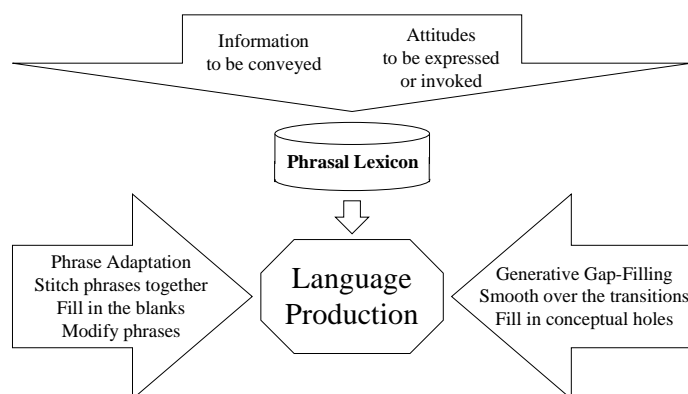 Information
to be conveyed
Attitudes
to be expressed
or invoked
Phrasal Lexicon
Phrase Adaptation
Stitch phrases together
Fill in the blanks
Modify phrases
Language
Production
Generative Gap-Filling
Smooth over the transitions
Fill in conceptual holes